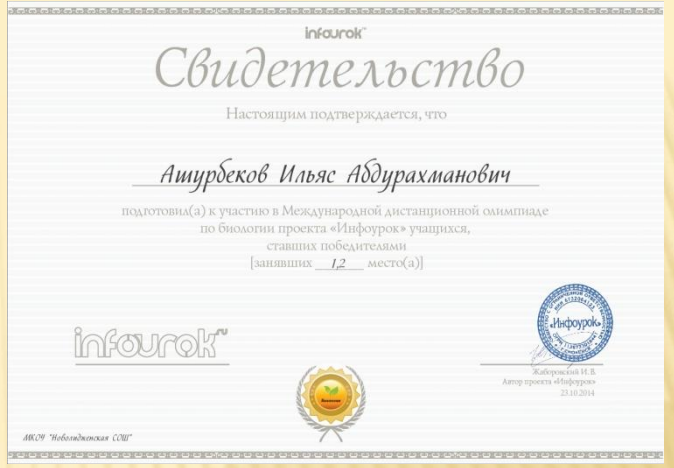 infourok
Свидетельство
Настоящим подтверждается, что
Ашурбеков Ильяс Абдурахманович
подготовил(а) к участию в Международной дистанционной олимпиаде
по биологии проекта «Инфоурок» учащихся,
ставших победителями
[занявших 1,2 место(а)]
infourok.ru
«Инфоурок»
Жаборовский И. В.
Автор проекта «Инфоурок»
23.10.2014
МКОУ "Новолидженская СОШ"